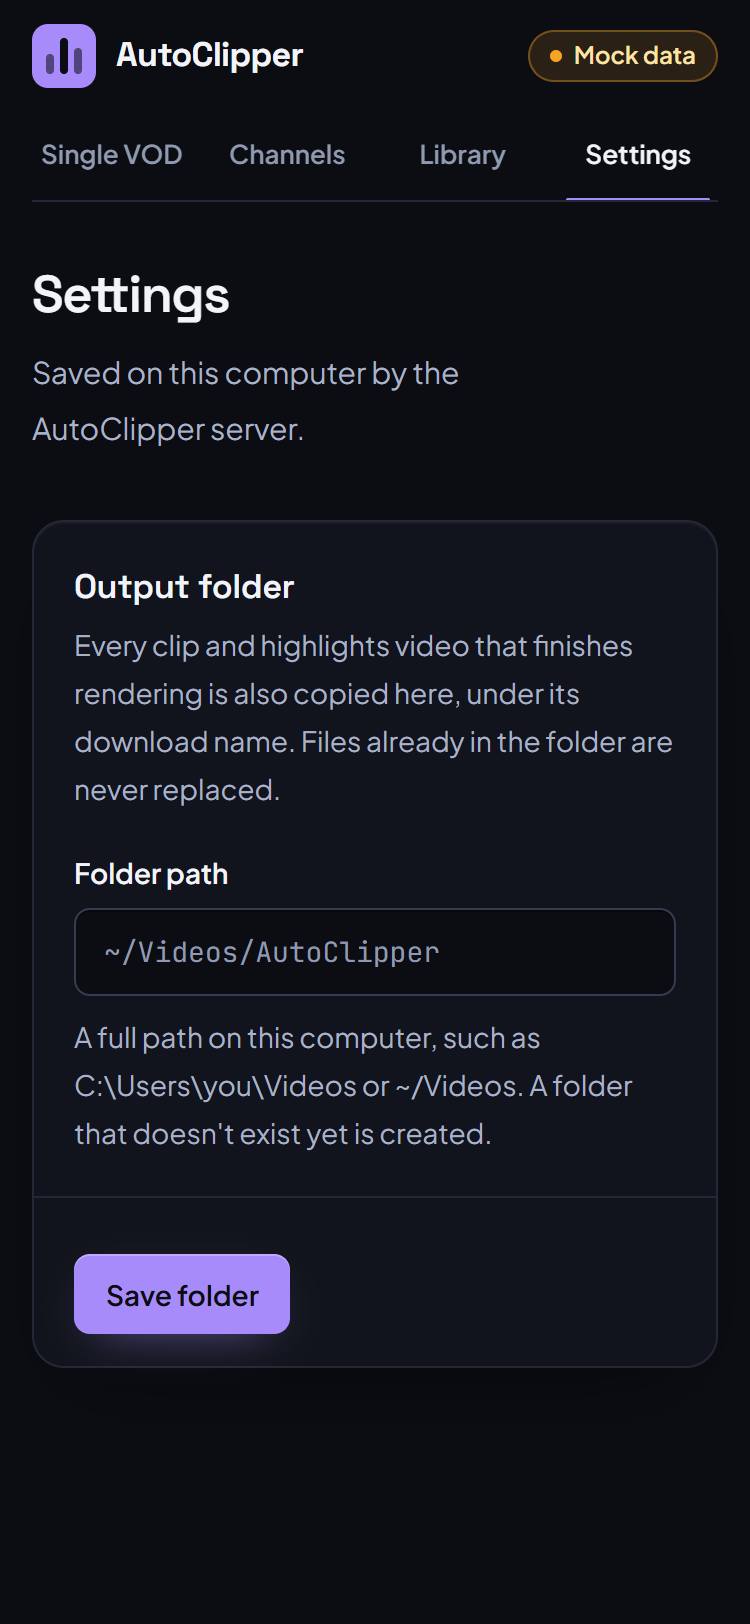 AutoClipper
Mock data
Single VOD
Channels
Library
Settings
Settings
Saved on this computer by the
AutoClipper server.
Output folder
Every clip and highlights video that finishes
rendering is also copied here, under its
download name. Files already in the folder are
never replaced.
Folder path
~/Videos/AutoClipper
A full path on this computer, such as
C:\Users\you\Videos or ~/Videos. A folder
that doesn't exist yet is created.
Save folder